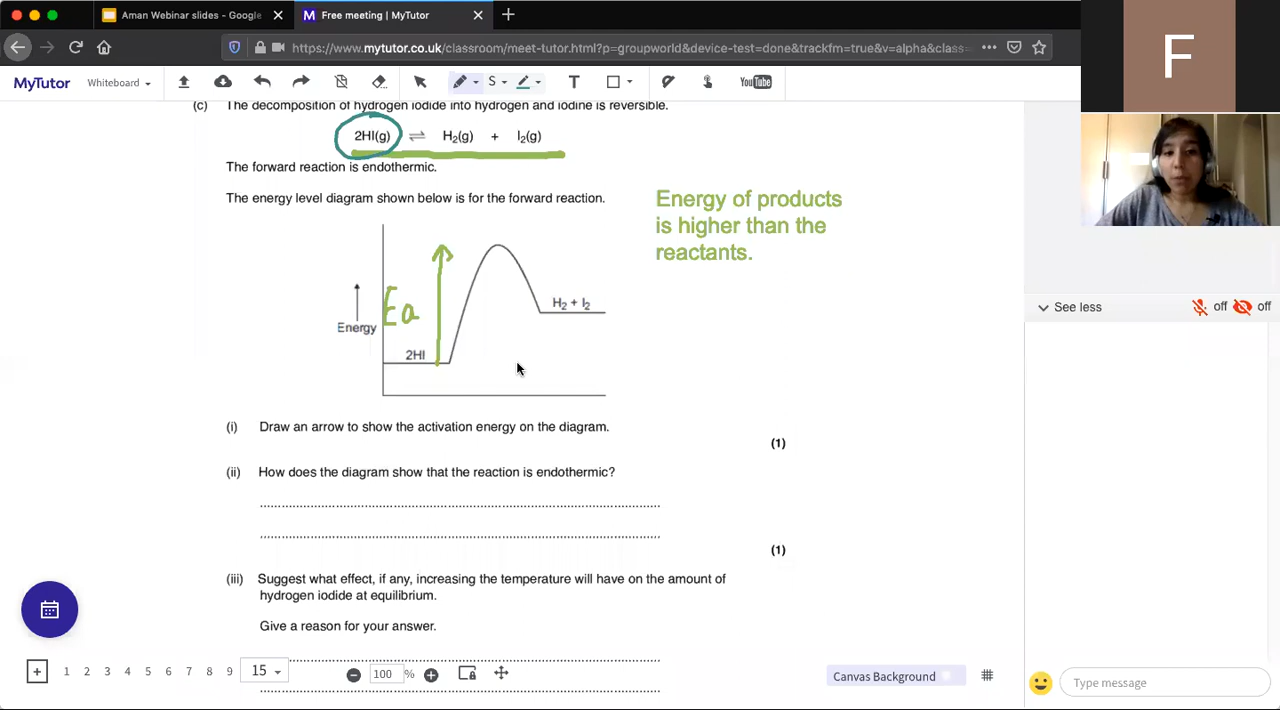 Aman Webinar slides - Google
Free meeting | MyTutor
https://www.mytutor.co.uk/classroom/meet-tutor.html?p=groupworld&device-test=done&trackfm=true&v=alpha&class=
MyTutor
Whiteboard
S
T
YouTube
F
(c) The decomposition of hydrogen iodide into hydrogen and iodine is reversible.
2HI(g) ⇌ H₂(g) + I₂(g)
The forward reaction is endothermic.
The energy level diagram shown below is for the forward reaction.
Energy of products
is higher than the
reactants.
Ea
H₂ + I₂
Energy
2HI
See less
off
off
(i) Draw an arrow to show the activation energy on the diagram.
(1)
(ii) How does the diagram show that the reaction is endothermic?
(1)
(iii) Suggest what effect, if any, increasing the temperature will have on the amount of
hydrogen iodide at equilibrium.
Give a reason for your answer.
+ 1 2 3 4 5 6 7 8 9 15
100 %
Canvas Background
Type message